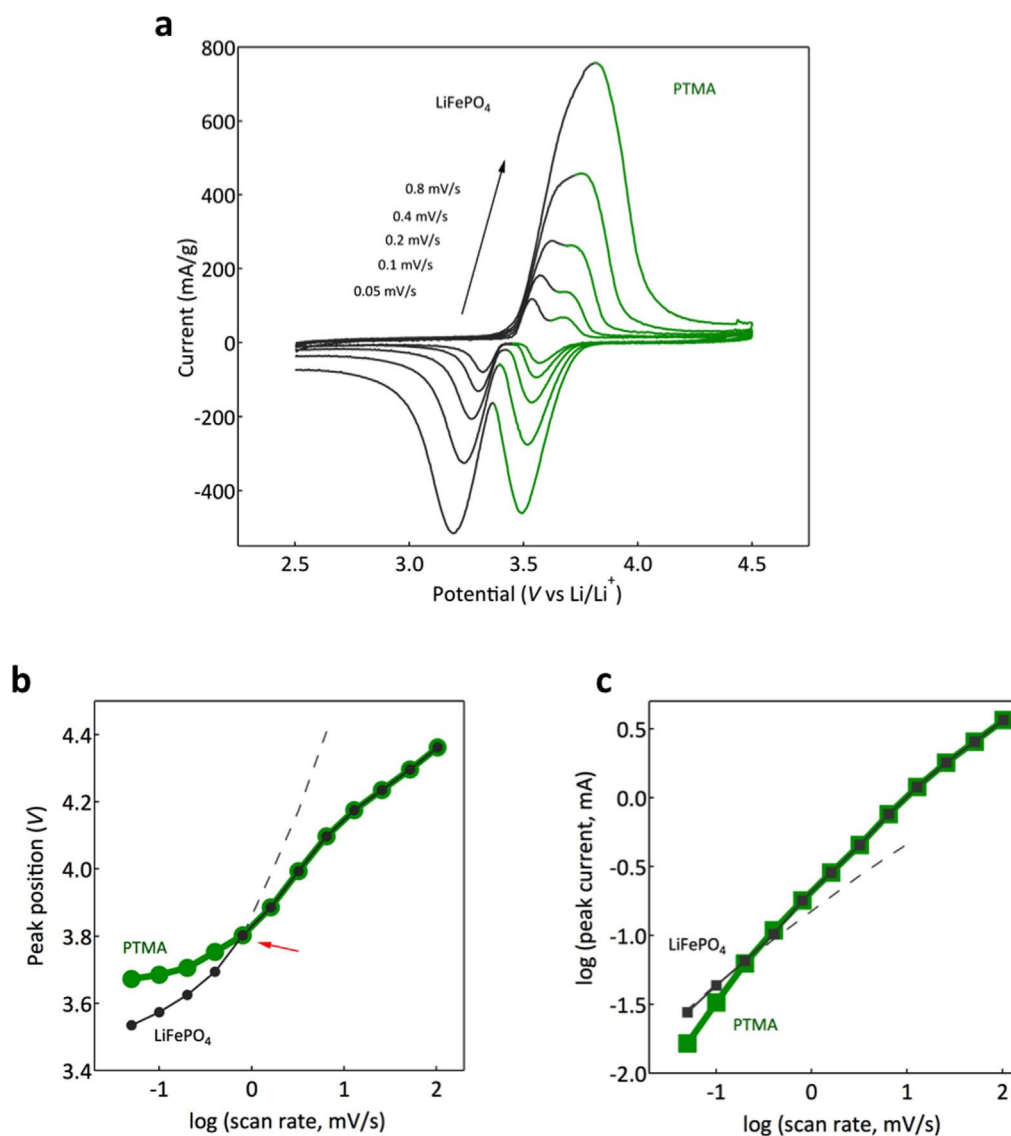 a
800
600
400
200
0
-200
-400
Current (mA/g)
LiFePO4
PTMA
0.8 mV/s
0.4 mV/s
0.2 mV/s
0.1 mV/s
0.05 mV/s
2.5 3.0 3.5 4.0 4.5
Potential (V vs Li/Li+)
b
4.4
4.2
4.0
3.8
3.6
3.4
Peak position (V)
PTMA
LiFePO4
-1 0 1 2
log (scan rate, mV/s)
c
0.5
0.0
-0.5
-1.0
-1.5
-2.0
log (peak current, mA)
LiFePO4
PTMA
-1 0 1 2
log (scan rate, mV/s)